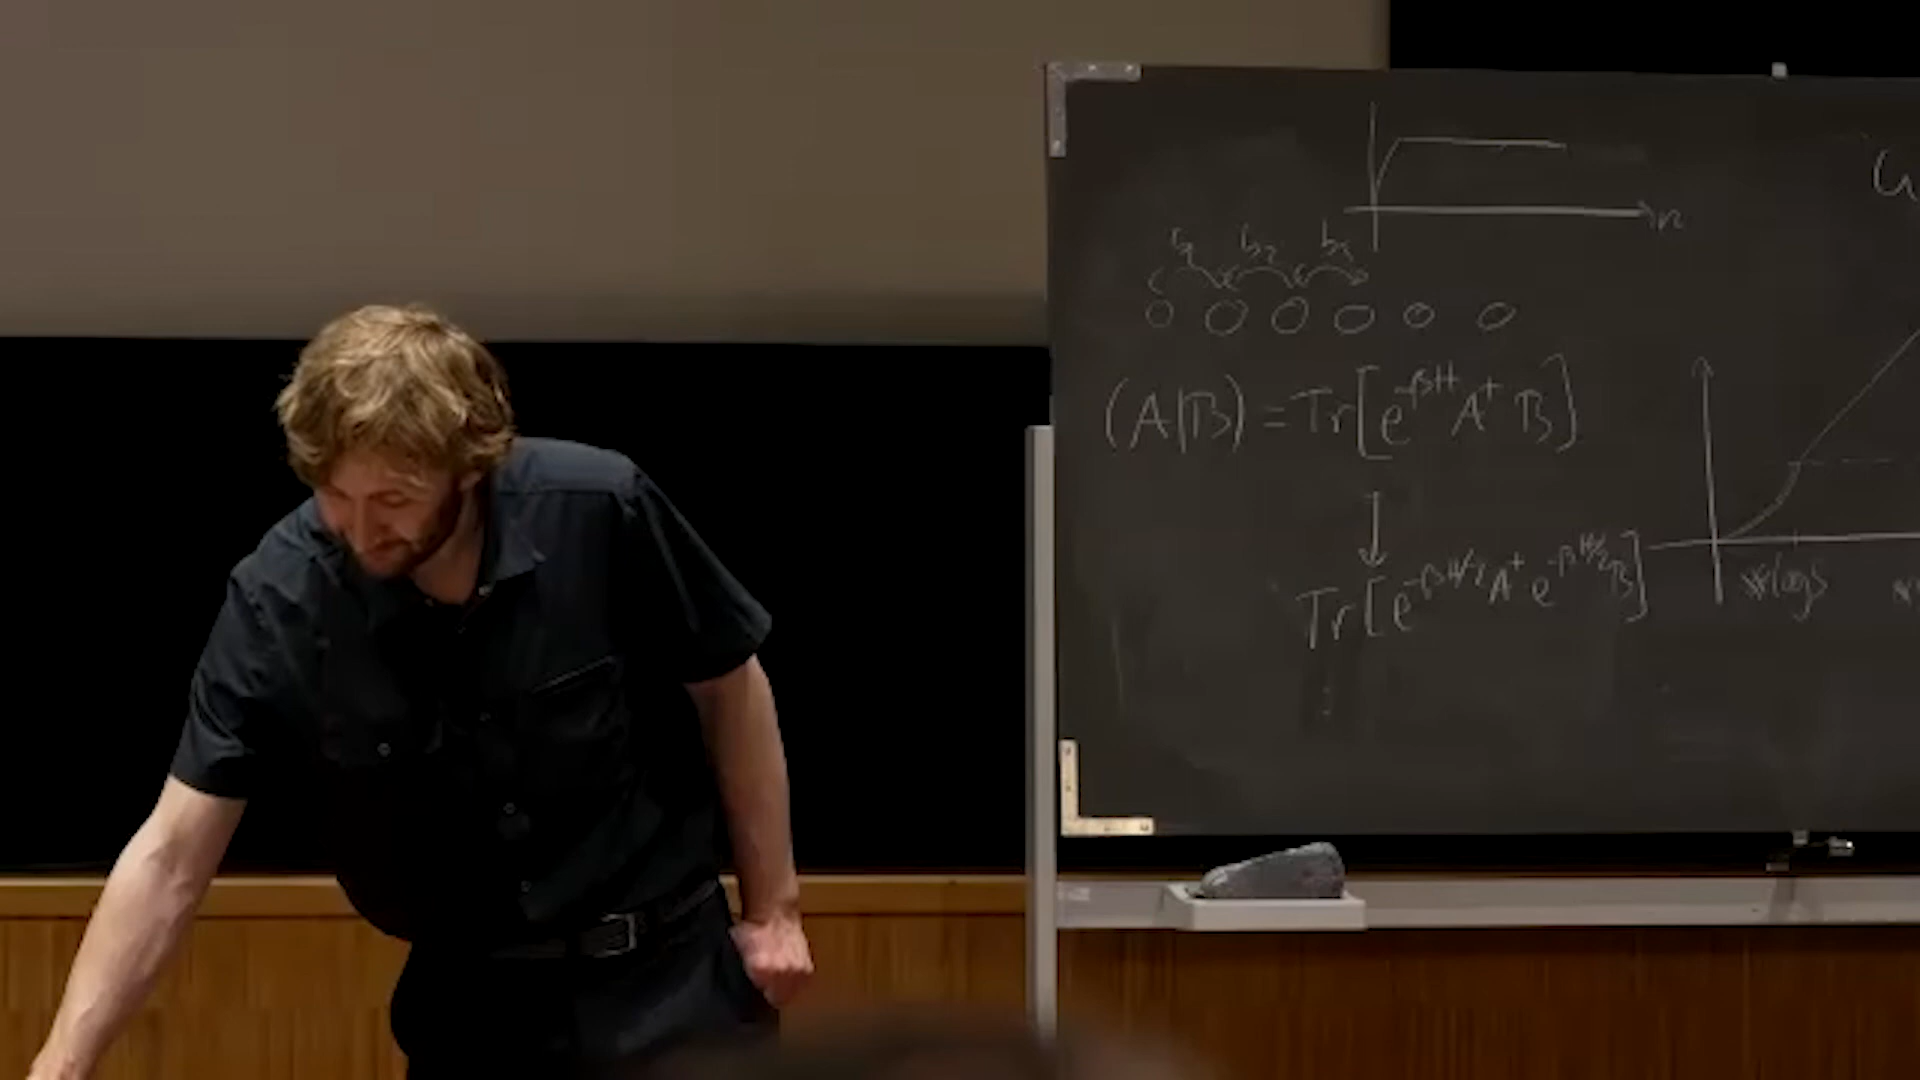 n
b₁ b₂ b₃
(A|B) = Tr[e^{-βH} A⁺ B]
↓
Tr[e^{-βH/2} A⁺ e^{-βH/2} B]